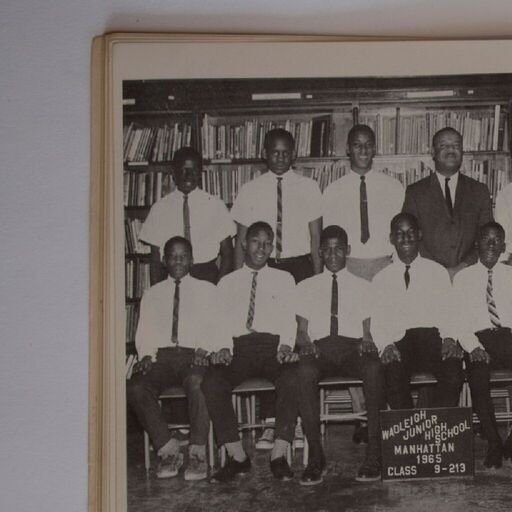 WADLEIGH
JUNIOR HIGH
SCHOOL
MANHATTAN
1965
CLASS 9-213